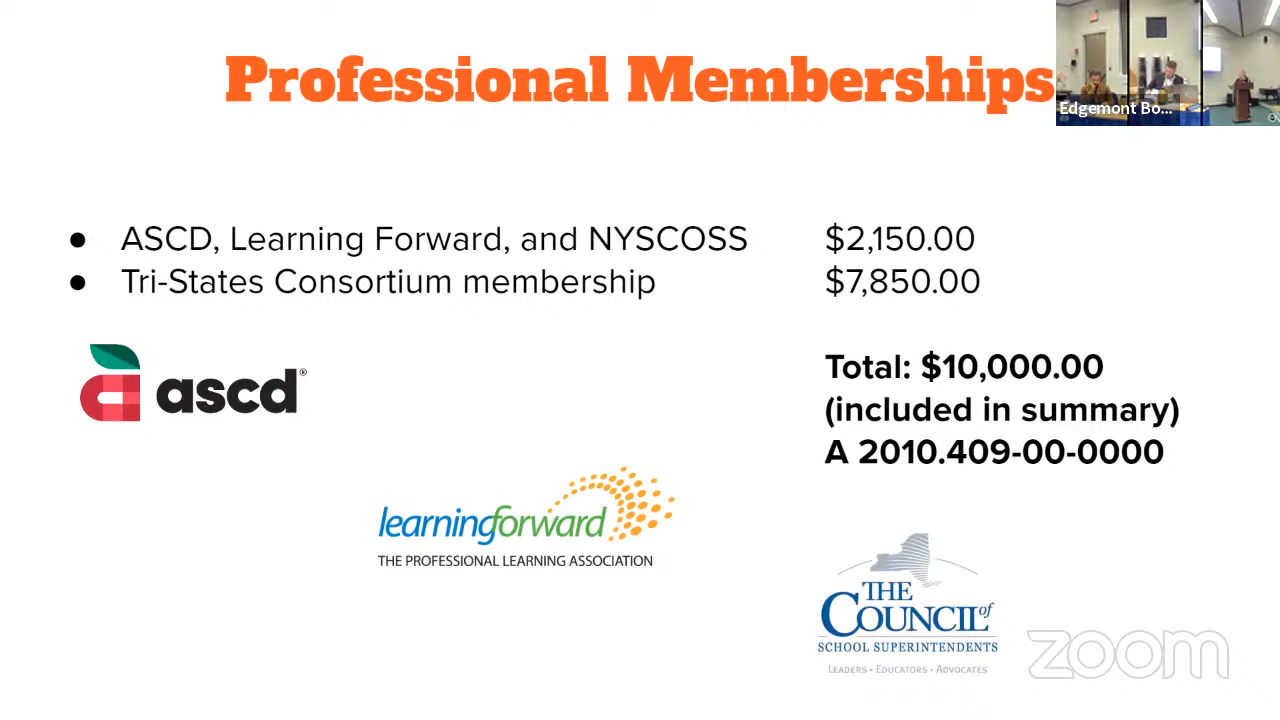 Professional Memberships
Edgemont Bo...
● ASCD, Learning Forward, and NYSCOSS $2,150.00
● Tri-States Consortium membership $7,850.00
Total: $10,000.00
(included in summary)
A 2010.409-00-0000
ascd®
learningforward
THE PROFESSIONAL LEARNING ASSOCIATION
THE
COUNCIL of
SCHOOL SUPERINTENDENTS
LEADERS • EDUCATORS • ADVOCATES
zoom